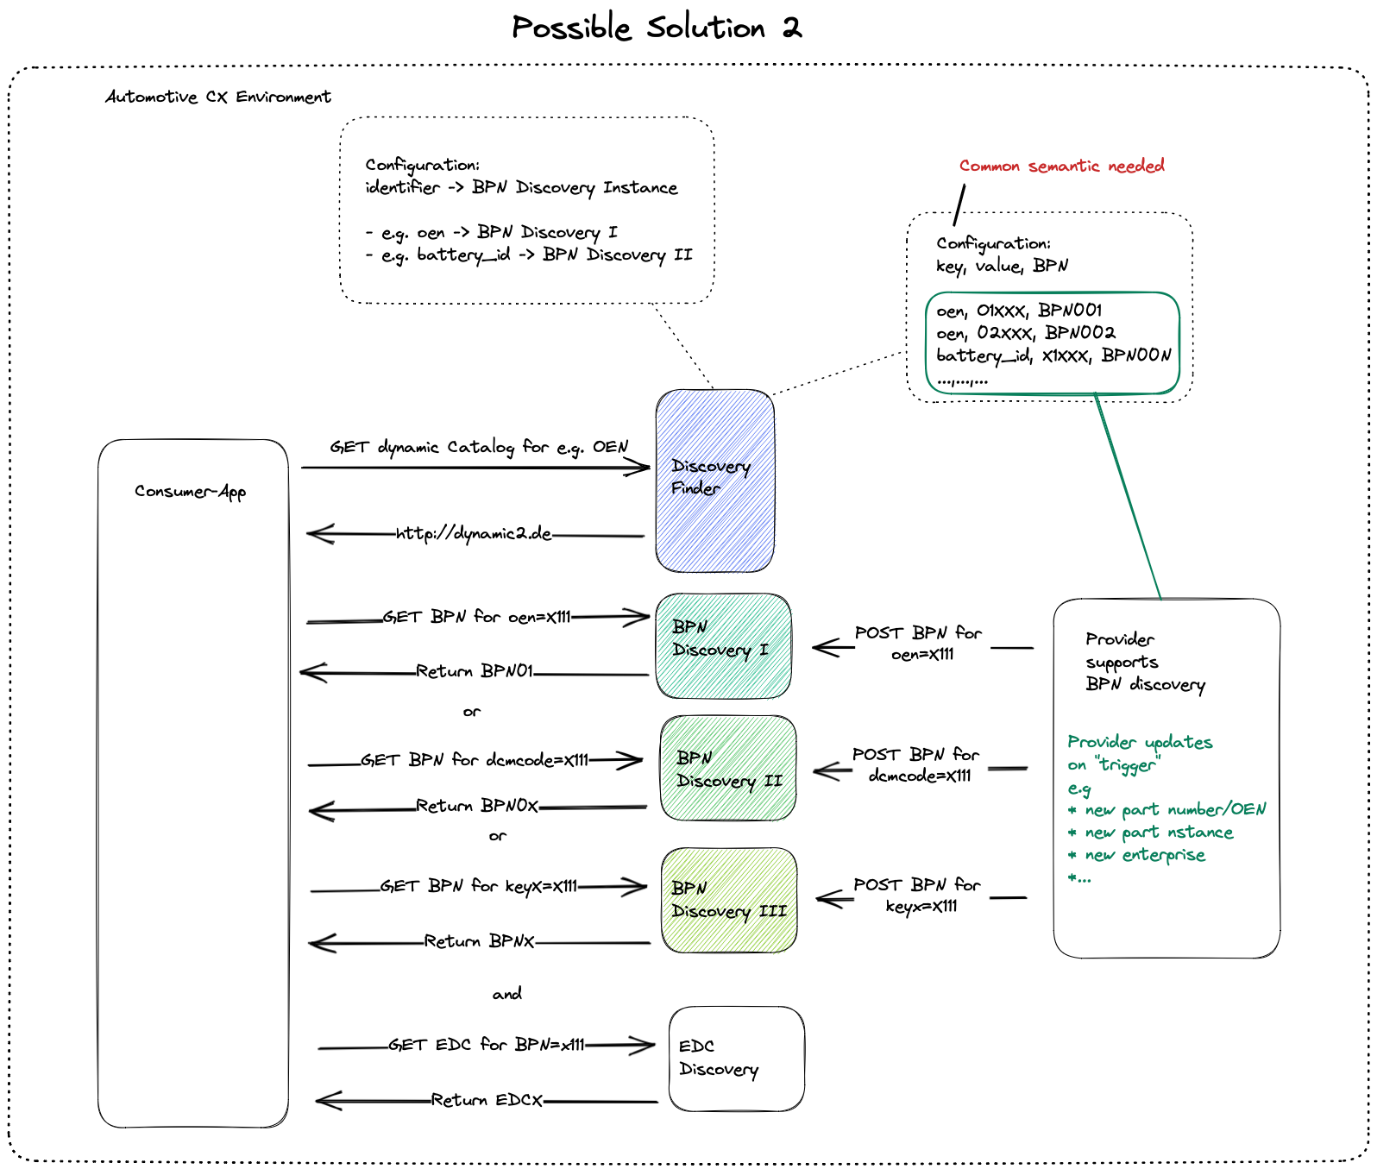 Possible Solution 2
Automotive CX Environment
Configuration:
identifier -> BPN Discovery Instance
- e.g. oen -> BPN Discovery I
- e.g. battery_id -> BPN Discovery II
Common semantic needed
Configuration:
key, value, BPN
oen, 01XXX, BPN001
oen, 02XXX, BPN002
battery_id, X1XXX, BPN00N
...,...,...
Consumer-App
GET dynamic Catalog for e.g. OEN
http://dynamic2.de
Discovery
Finder
GET BPN for oen=X111
Return BPN01
BPN
Discovery I
POST BPN for
oen=X111
or
GET BPN for dcmcode=X111
Return BPN0X
BPN
Discovery II
POST BPN for
dcmcode=X111
or
GET BPN for keyX=X111
Return BPNX
BPN
Discovery III
POST BPN for
keyx=X111
and
GET EDC for BPN=x111
Return EDCX
EDC
Discovery
Provider
supports
BPN discovery
Provider updates
on "trigger"
e.g
* new part number/OEN
* new part nstance
* new enterprise
*...